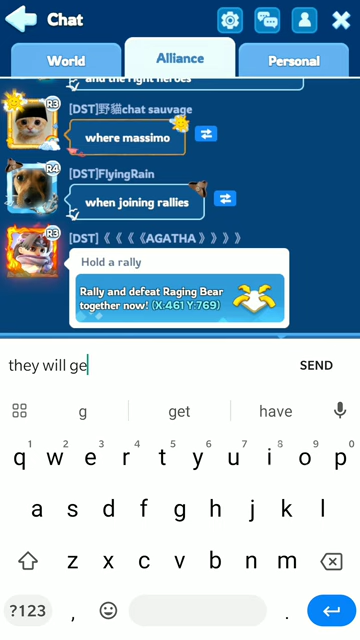 Chat
World
Alliance
Personal
and the right heroes
R3
[DST]野貓chat sauvage
where massimo
R4
[DST]FlyingRain
when joining rallies
R3
[DST]《《《《AGATHA》》》》
Hold a rally
Rally and defeat Raging Bear
together now! (X:461 Y:769)
they will ge
SEND
g
get
have
1 2 3 4 5 6 7 8 9 0
q w e r t y u i o p
a s d f g h j k l
z x c v b n m
?123 , .